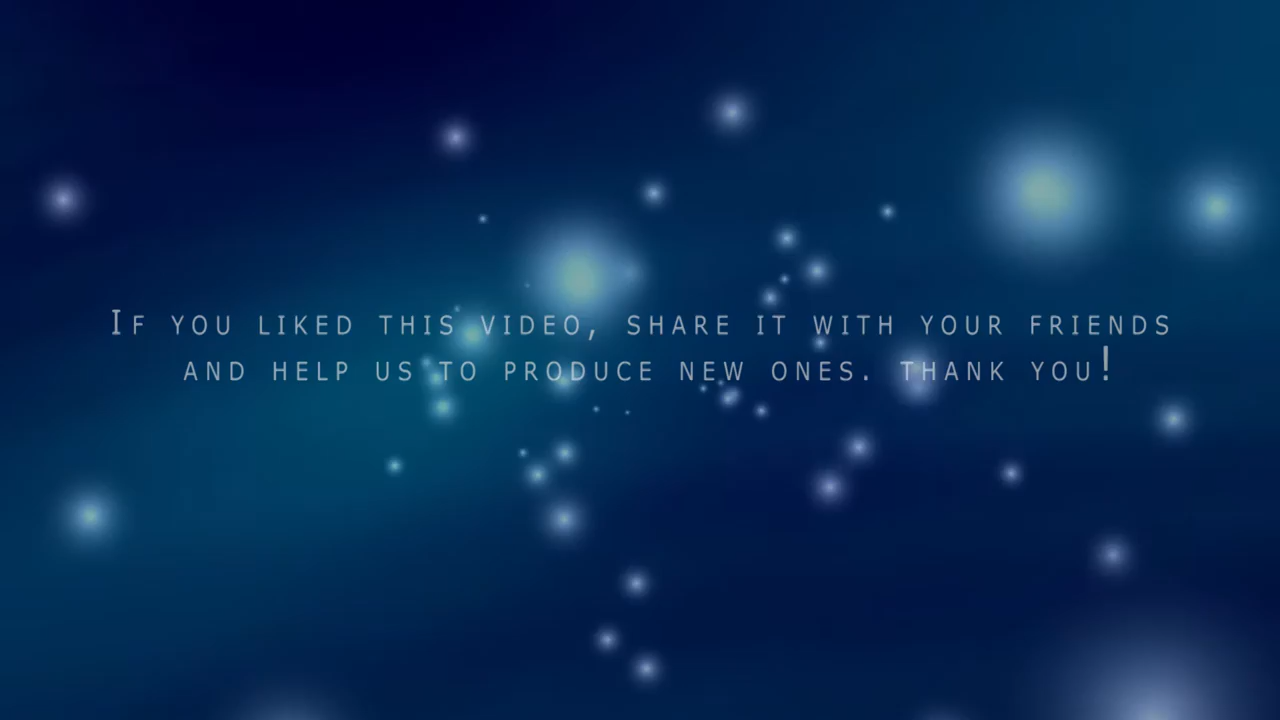 If you liked this video, share it with your friends
and help us to produce new ones. Thank you!